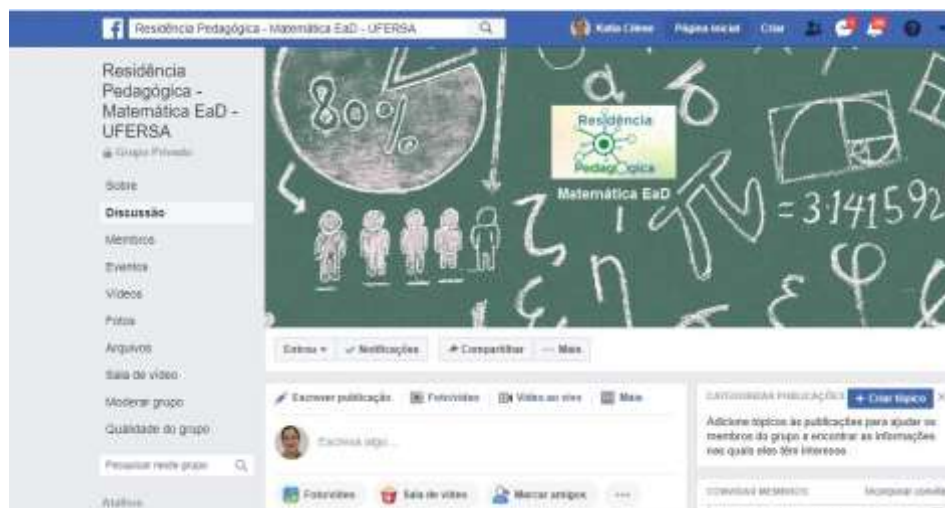 Residência Pedagógica - Matemática EaD - UFERSA
Katia Cilene
Página inicial
Criar
Residência
Pedagógica -
Matemática EaD -
UFERSA
Grupo Privado
Sobre
Discussão
Membros
Eventos
Vídeos
Fotos
Arquivos
Sala de vídeo
Moderar grupo
Qualidade do grupo
Pesquisar neste grupo
80%
Residência
Pedagógica
Matemática EaD
α δ
ζ π = 3.141592
ξ η ε φ
Entrou
Notificações
Compartilhar
Mais
Escrever publicação
Foto/vídeo
Vídeo ao vivo
Mais
Escreva algo...
Foto/vídeo
Sala de vídeo
Marcar amigos
+ Criar tópico
Adicione tópicos às publicações para ajudar os
membros do grupo a encontrar as informações
nas quais eles têm interesse.